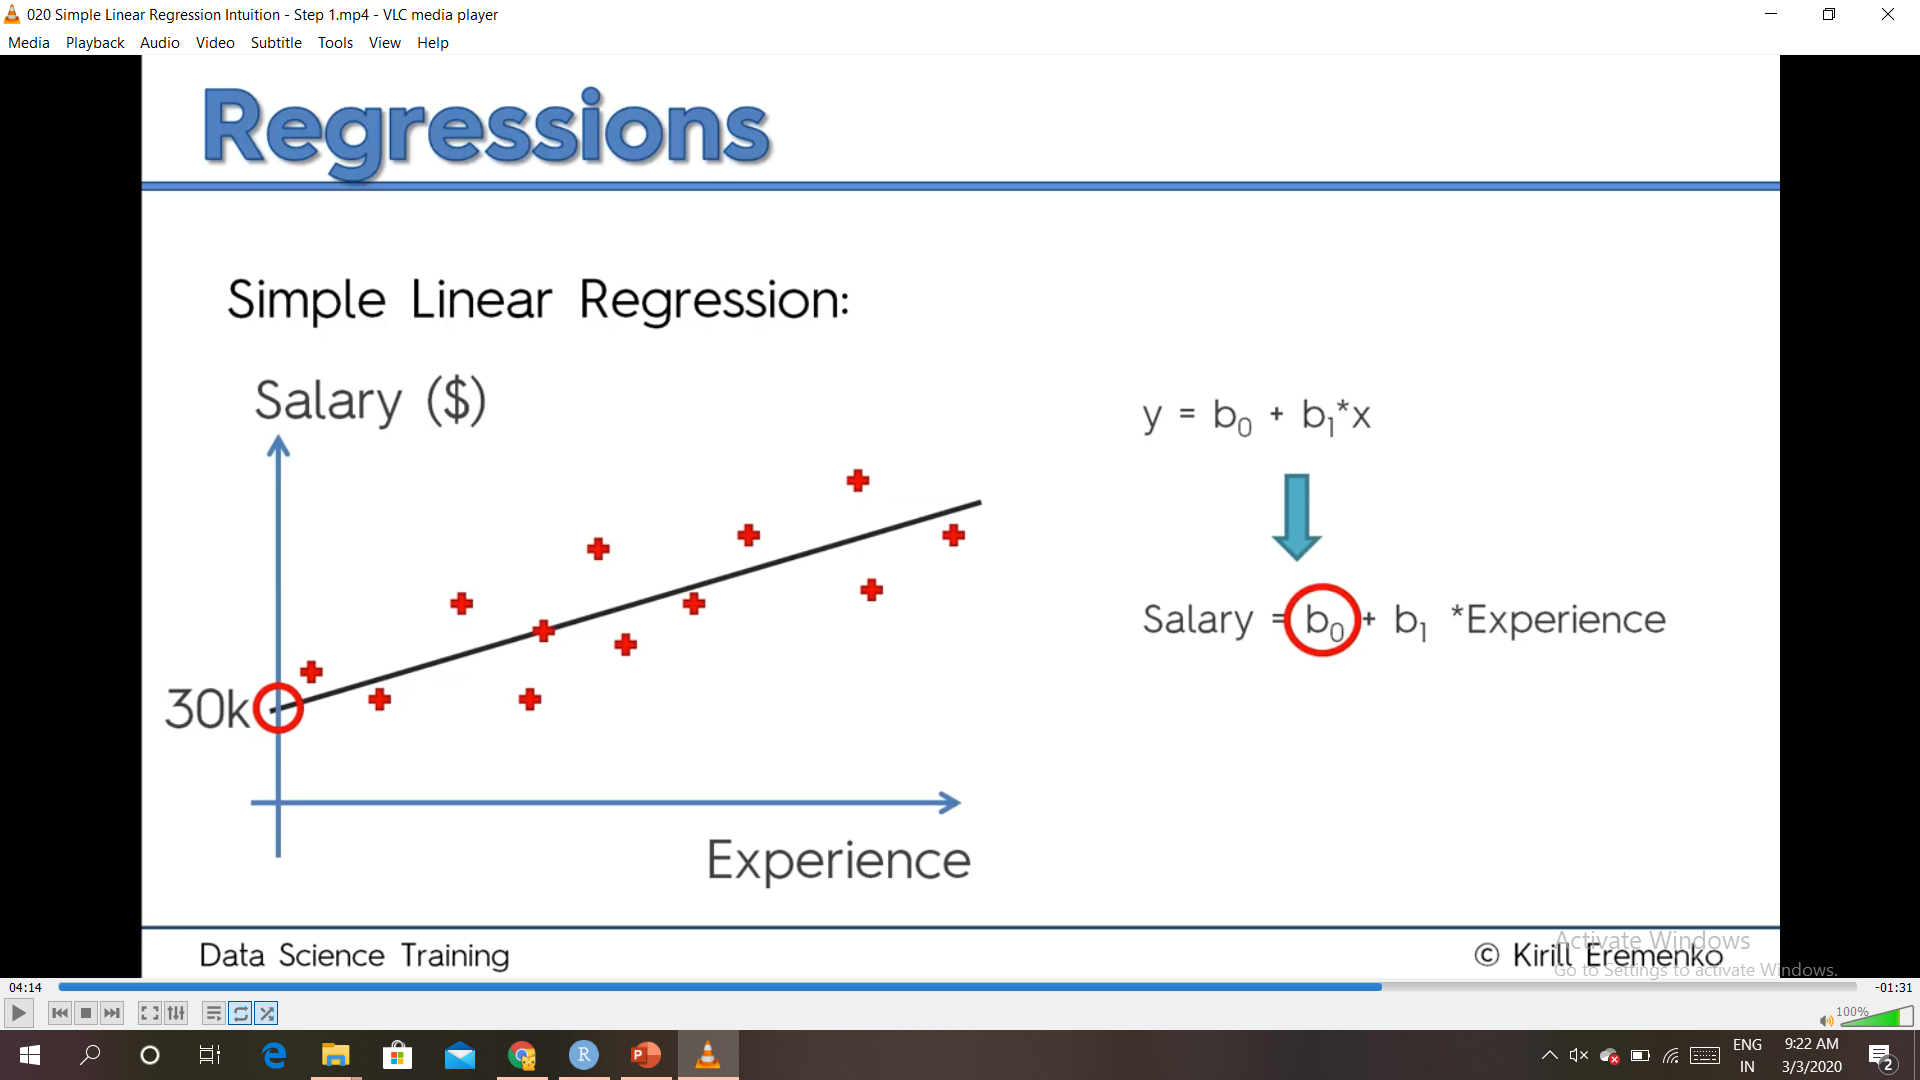 020 Simple Linear Regression Intuition - Step 1.mp4 - VLC media player
Media Playback Audio Video Subtitle Tools View Help
Regressions
Simple Linear Regression:
Salary ($)
30k
Experience
y = b0 + b1*x
Salary = b0 + b1 *Experience
Data Science Training
© Kirill Eremenko
Activate Windows
Go to Settings to activate Windows.
04:14
-01:31
100%
ENG
IN
9:22 AM
3/3/2020
2